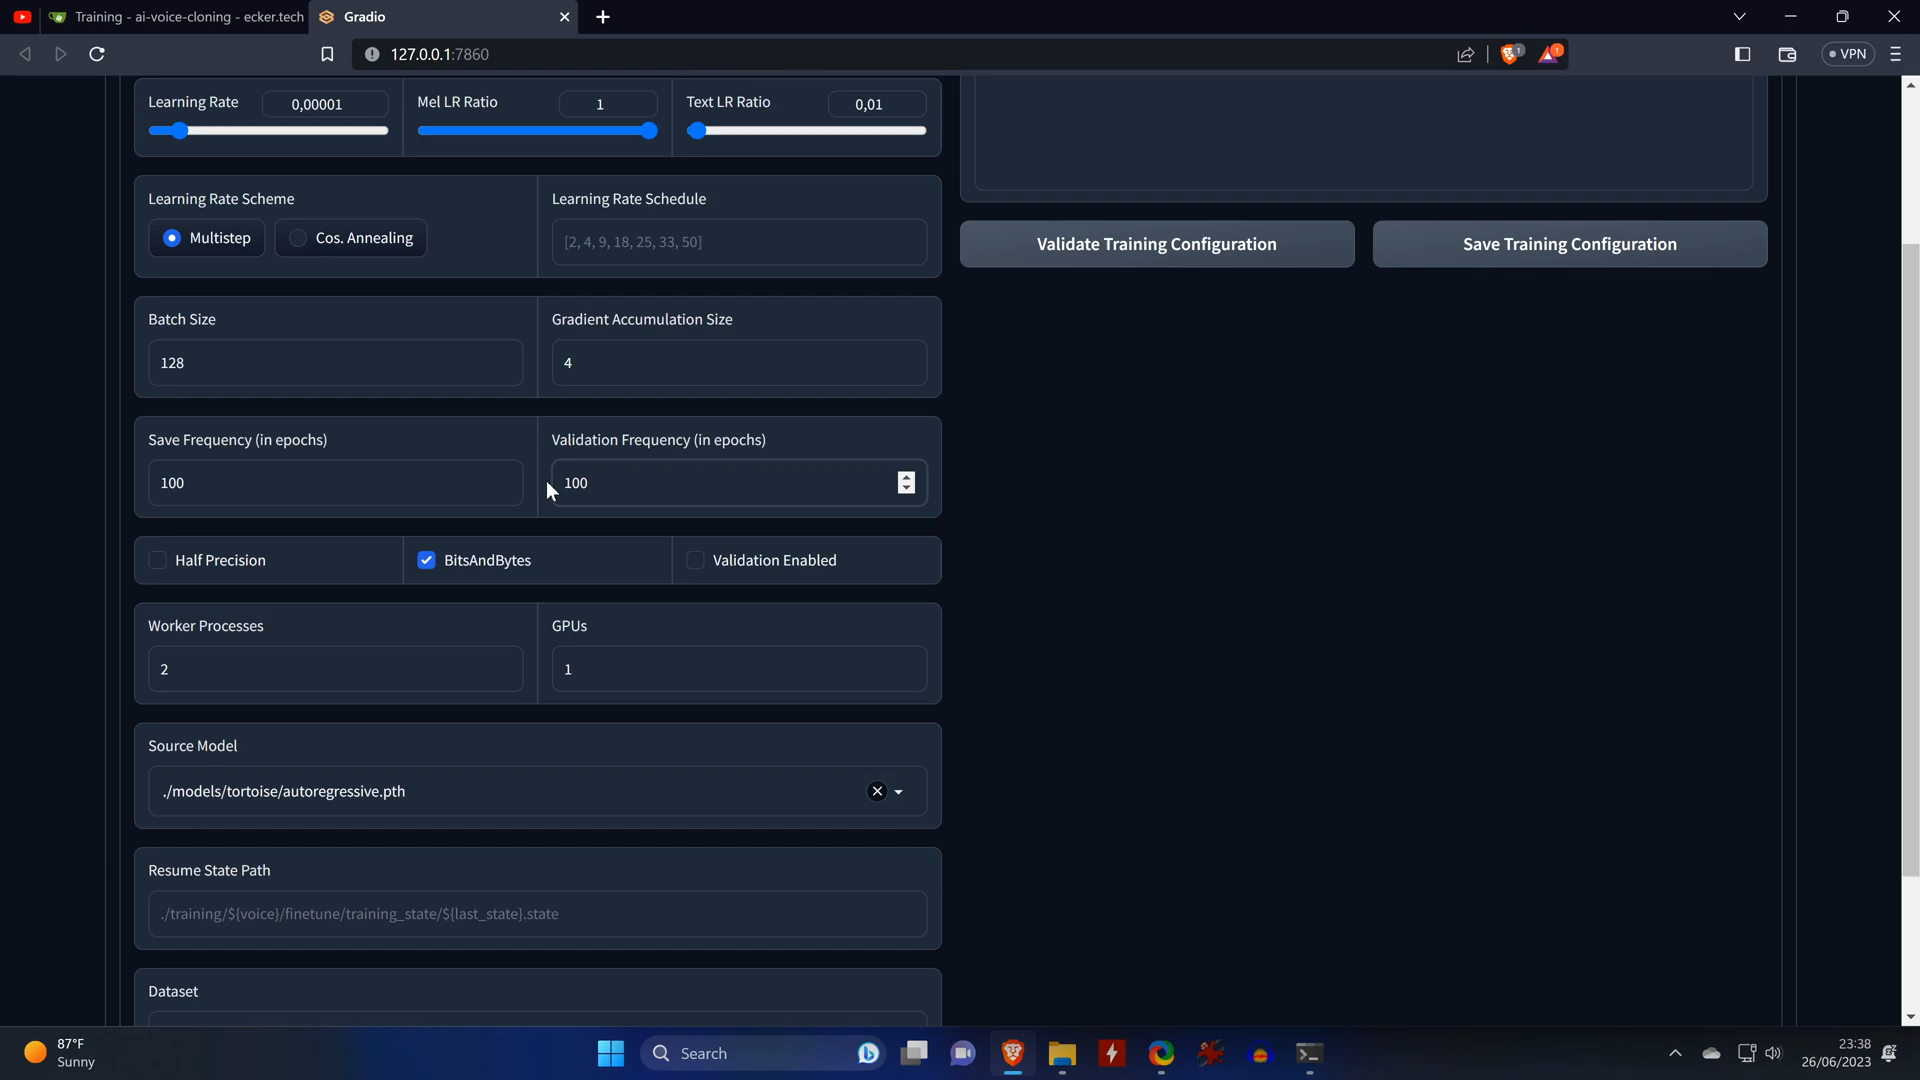 Training - ai-voice-cloning - ecker.tech
Gradio
127.0.0.1:7860
1
1
VPN
Learning Rate
0,00001
Mel LR Ratio
1
Text LR Ratio
0,01
Learning Rate Scheme
Multistep
Cos. Annealing
Learning Rate Schedule
[2, 4, 9, 18, 25, 33, 50]
Validate Training Configuration
Save Training Configuration
Batch Size
128
Gradient Accumulation Size
4
Save Frequency (in epochs)
100
Validation Frequency (in epochs)
100
Half Precision
BitsAndBytes
Validation Enabled
Worker Processes
2
GPUs
1
Source Model
./models/tortoise/autoregressive.pth
Resume State Path
./training/${voice}/finetune/training_state/${last_state}.state
Dataset
87°F
Sunny
Search
23:38
26/06/2023